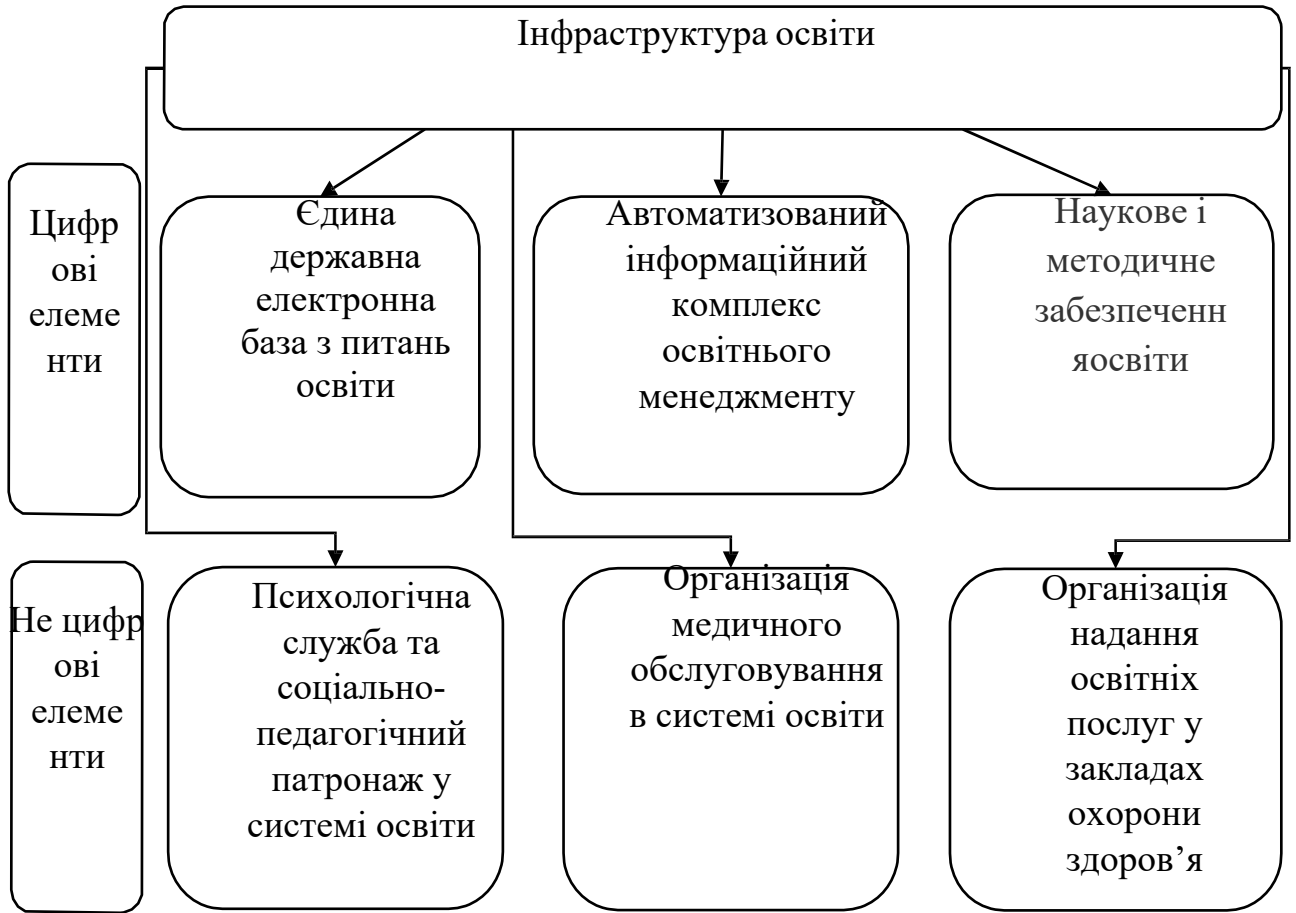 Інфраструктура освіти
Цифр
ові
елеме
нти
Єдина
державна
електронна
база з питань
освіти
Автоматизований
інформаційний
комплекс
освітнього
менеджменту
Наукове і
методичне
забезпеченн
яосвіти
Не цифр
ові
елеме
нти
Психологічна
служба та
соціально-
педагогічний
патронаж у
системі освіти
Організація
медичного
обслуговування
в системі освіти
Організація
надання
освітніх
послуг у
закладах
охорони
здоров’я